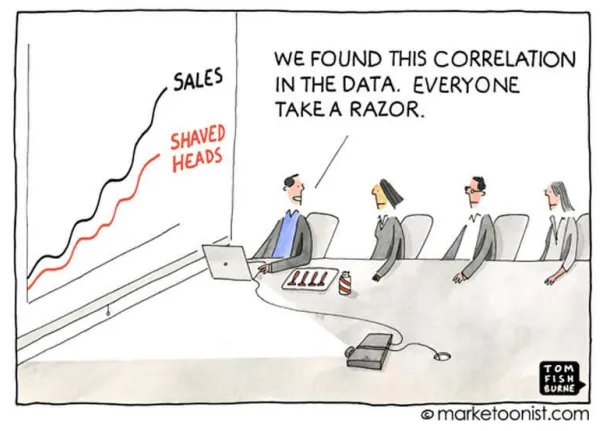 SALES
SHAVED
HEADS
WE FOUND THIS CORRELATION
IN THE DATA. EVERYONE
TAKE A RAZOR.
TOM
FISH
BURNE
© marketoonist.com